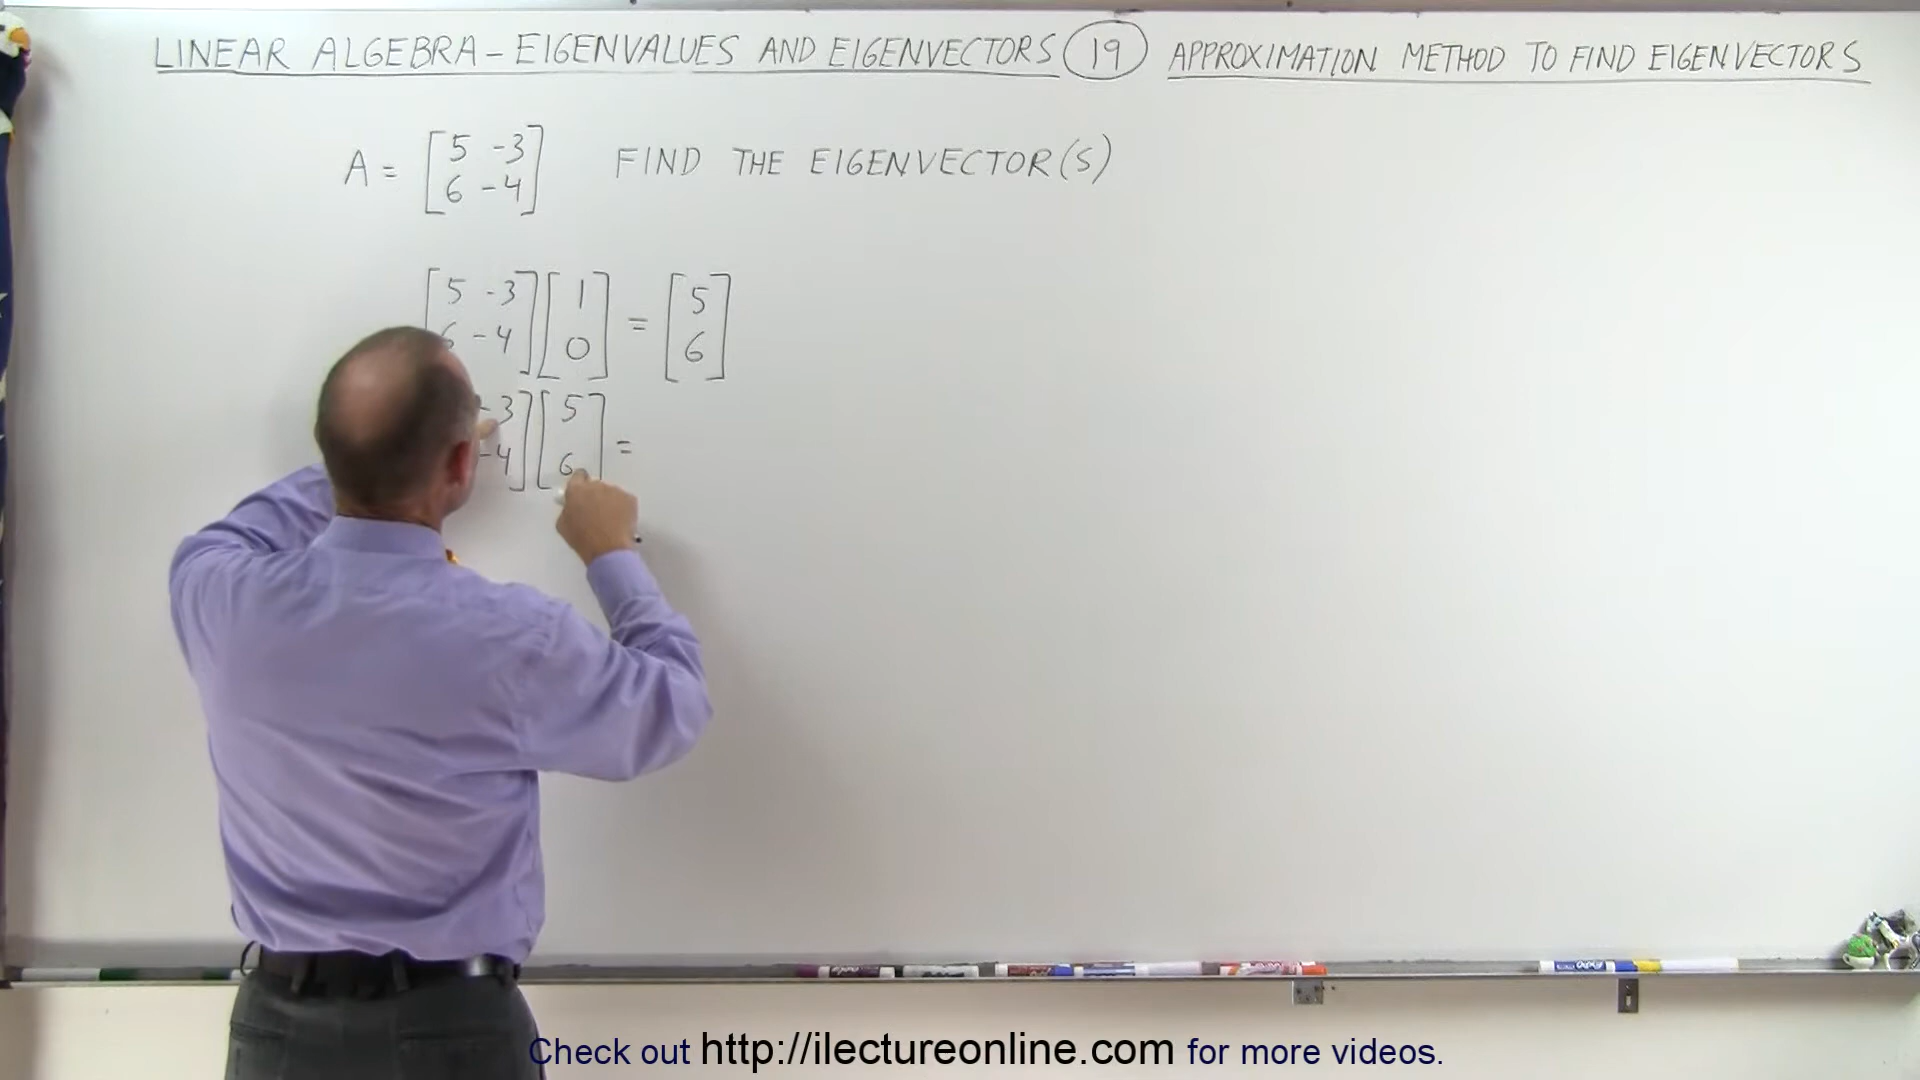 LINEAR ALGEBRA - EIGENVALUES AND EIGENVECTORS 19 APPROXIMATION METHOD TO FIND EIGENVECTORS
A = [5 -3] FIND THE EIGENVECTOR(S)
[6 -4]
[5 -3] [1] = [5]
[6 -4] [0] [6]
-3] [5] =
-4] [6]
Check out http://ilectureonline.com for more videos.